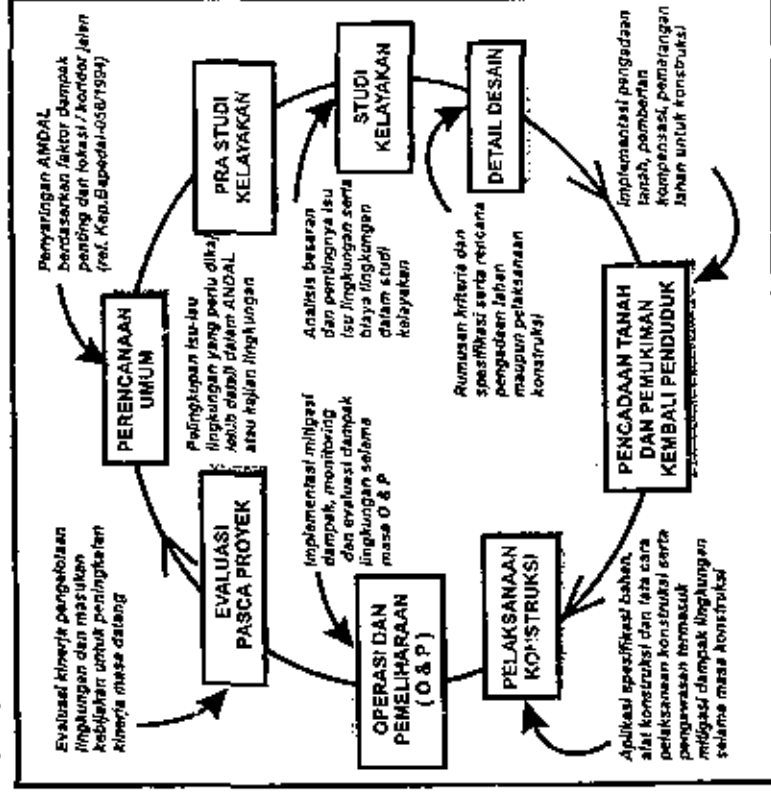 Penyaringan AMDAL
berdasarkan faktor dampak
penting dan lokasi / koridor jalan
(ref. Kep.Bapedal-056/1994)
PERENCANAAN
UMUM
Pelingkupan isu-isu
lingkungan yang perlu dikaji
lebih detail dalam ANDAL
atau kajian lingkungan
PRA STUDI
KELAYAKAN
Analisis besaran
dan pentingnya isu
isu lingkungan serta
biaya lingkungan
dalam studi
kelayakan
STUDI
KELAYAKAN
Rumusan kriteria dan
spesifikasi serta rencana
pengadaan lahan
maupun pelaksanaan
konstruksi
DETAIL DESAIN
Implementasi pengadaan
tanah, pemberian
kompensasi, pematangan
lahan untuk konstruksi
PENGADAAN TANAH
DAN PEMUKIMAN
KEMBALI PENDUDUK
Aplikasi spesifikasi bahan,
alat konstruksi dan tata cara
pelaksanaan konstruksi serta
pengawasan termasuk
mitigasi dampak lingkungan
selama masa konstruksi
PELAKSANAAN
KONSTRUKSI
Implementasi mitigasi
dampak, monitoring
dan evaluasi dampak
lingkungan selama
masa O & P
OPERASI DAN
PEMELIHARAAN
( O & P )
Evaluasi kinerja pengelolaan
lingkungan dan masukan
kebijakan untuk peningkatan
kinerja masa datang
EVALUASI
PASCA PROYEK